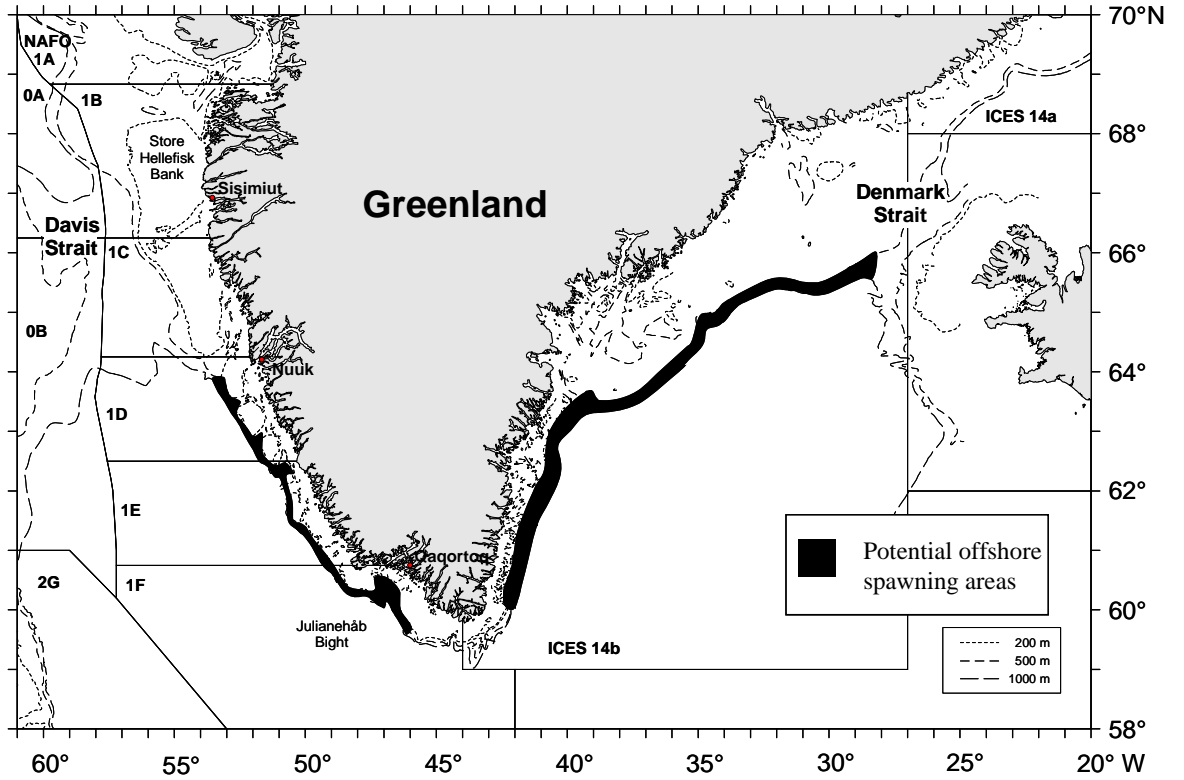 70°N
NAFO
1A
0A
1B
ICES 14a
68°
Store
Hellefisk
Bank
Sisimiut
Greenland
Denmark
Strait
Davis
Strait
1C
66°
0B
Nuuk
64°
1D
62°
1E
Potential offshore
spawning areas
Qaqortoq
2G
1F
60°
Julianehåb
Bight
ICES 14b
200 m
500 m
1000 m
58°
60°
55°
50°
45°
40°
35°
30°
25°
20° W